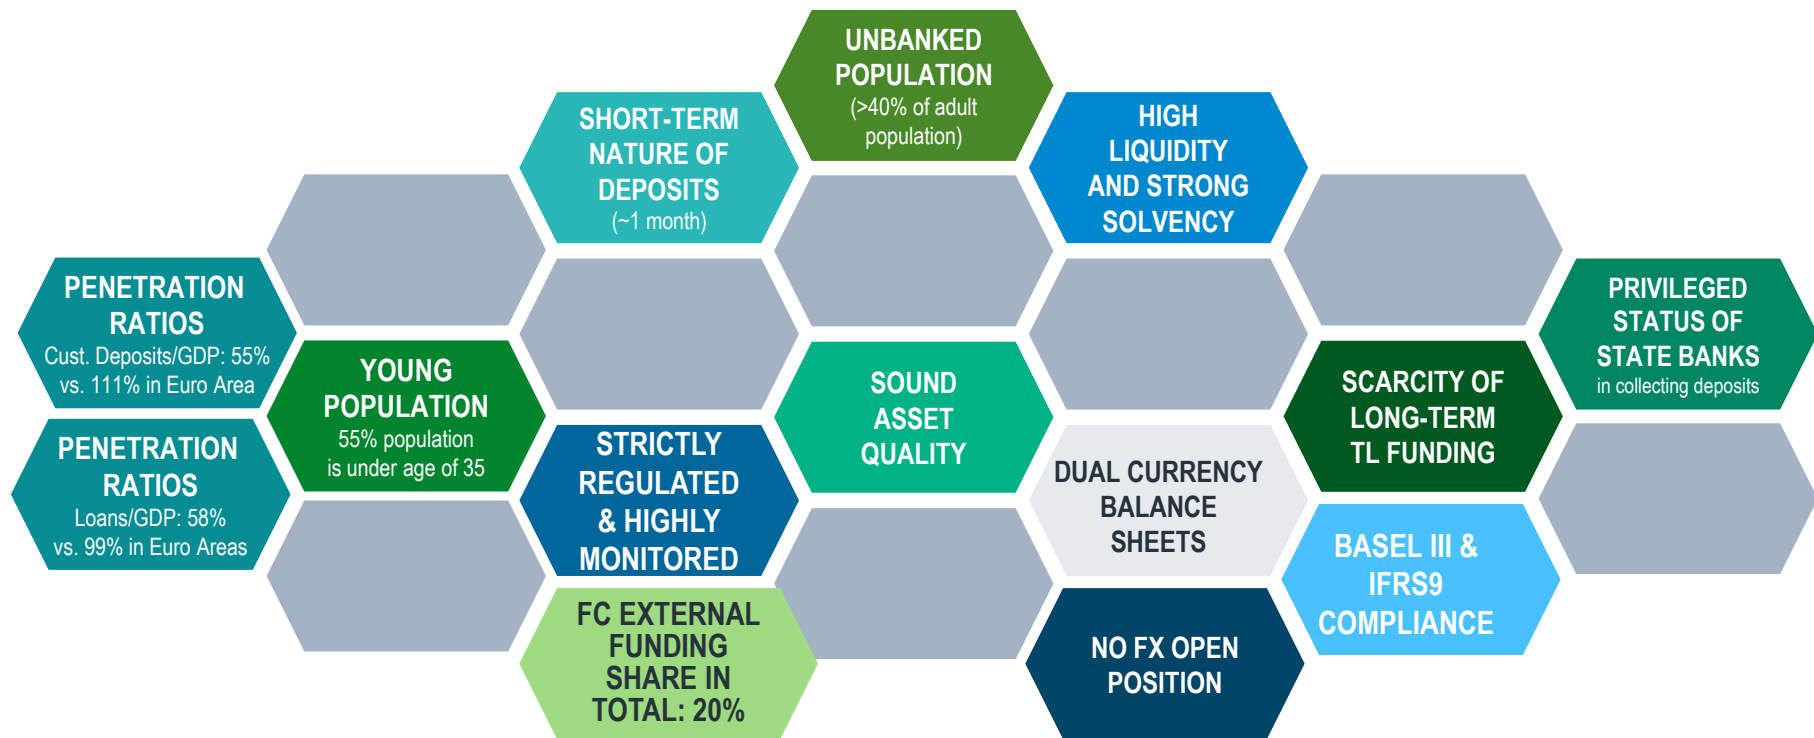 UNBANKED
POPULATION
(>40% of adult
population)
SHORT-TERM
NATURE OF
DEPOSITS
(~1 month)
HIGH
LIQUIDITY
AND STRONG
SOLVENCY
PENETRATION
RATIOS
Cust. Deposits/GDP: 55%
vs. 111% in Euro Area
PRIVILEGED
STATUS OF
STATE BANKS
in collecting deposits
YOUNG
POPULATION
55% population
is under age of 35
SOUND
ASSET
QUALITY
SCARCITY OF
LONG-TERM
TL FUNDING
PENETRATION
RATIOS
Loans/GDP: 58%
vs. 99% in Euro Areas
STRICTLY
REGULATED
& HIGHLY
MONITORED
DUAL CURRENCY
BALANCE
SHEETS
BASEL III &
IFRS9
COMPLIANCE
FC EXTERNAL
FUNDING
SHARE IN
TOTAL: 20%
NO FX OPEN
POSITION